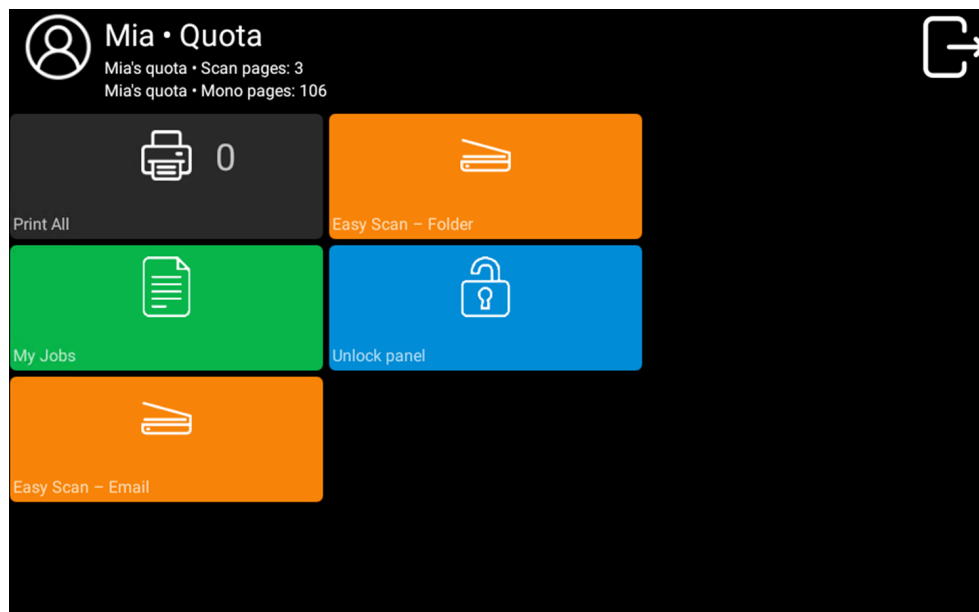 Mia • Quota
Mia's quota • Scan pages: 3
Mia's quota • Mono pages: 106
0
Print All
Easy Scan – Folder
My Jobs
Unlock panel
Easy Scan – Email